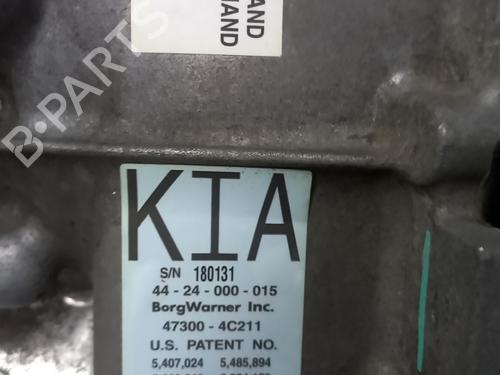 AND
HAND
B-PARTS
KIA
S/N 180131
44 - 24 - 000 - 015
BorgWarner Inc.
47300 - 4C211
U.S. PATENT NO.
5,407,024 5,485,894